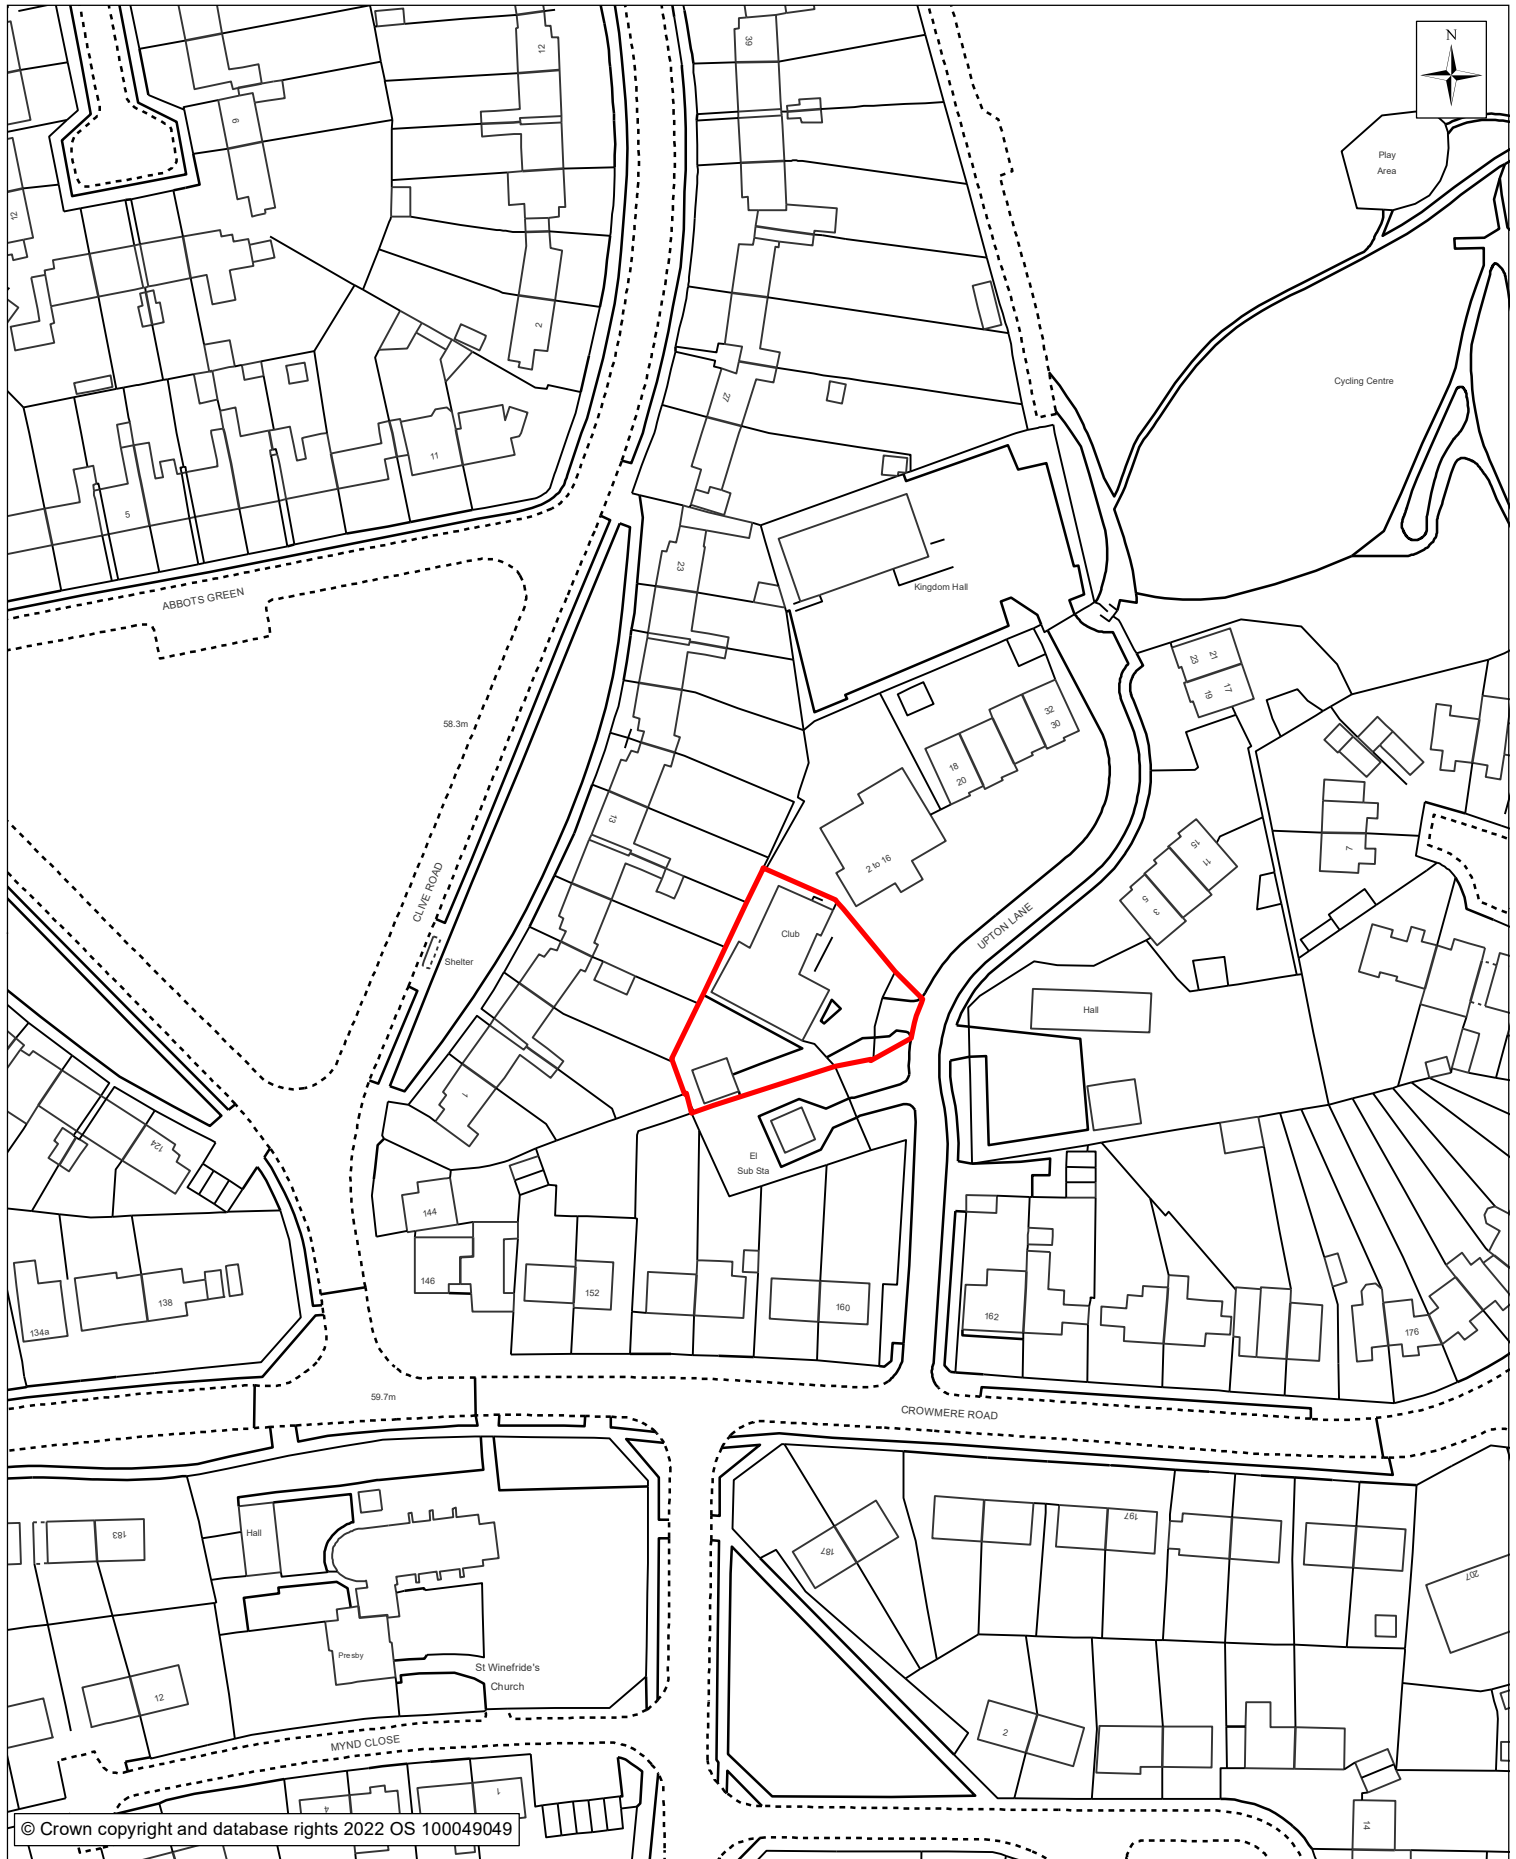 N
39
12
9
12
Play
Area
2
Cycling Centre
27
11
5
23
Kingdom Hall
ABBOTS GREEN
23
21
19
17
58.3m
32
30
18
20
13
7
15
11
2 to 16
5
3
CLIVE ROAD
UPTON LANE
Club
Shelter
Hall
1
124
El
Sub Sta
144
146
152
160
162
138
134a
176
59.7m
CROWMERE ROAD
183
Hall
187
197
207
Presby
St Winefride's
Church
12
2
MYND CLOSE
1
4
14
© Crown copyright and database rights 2022 OS 100049049